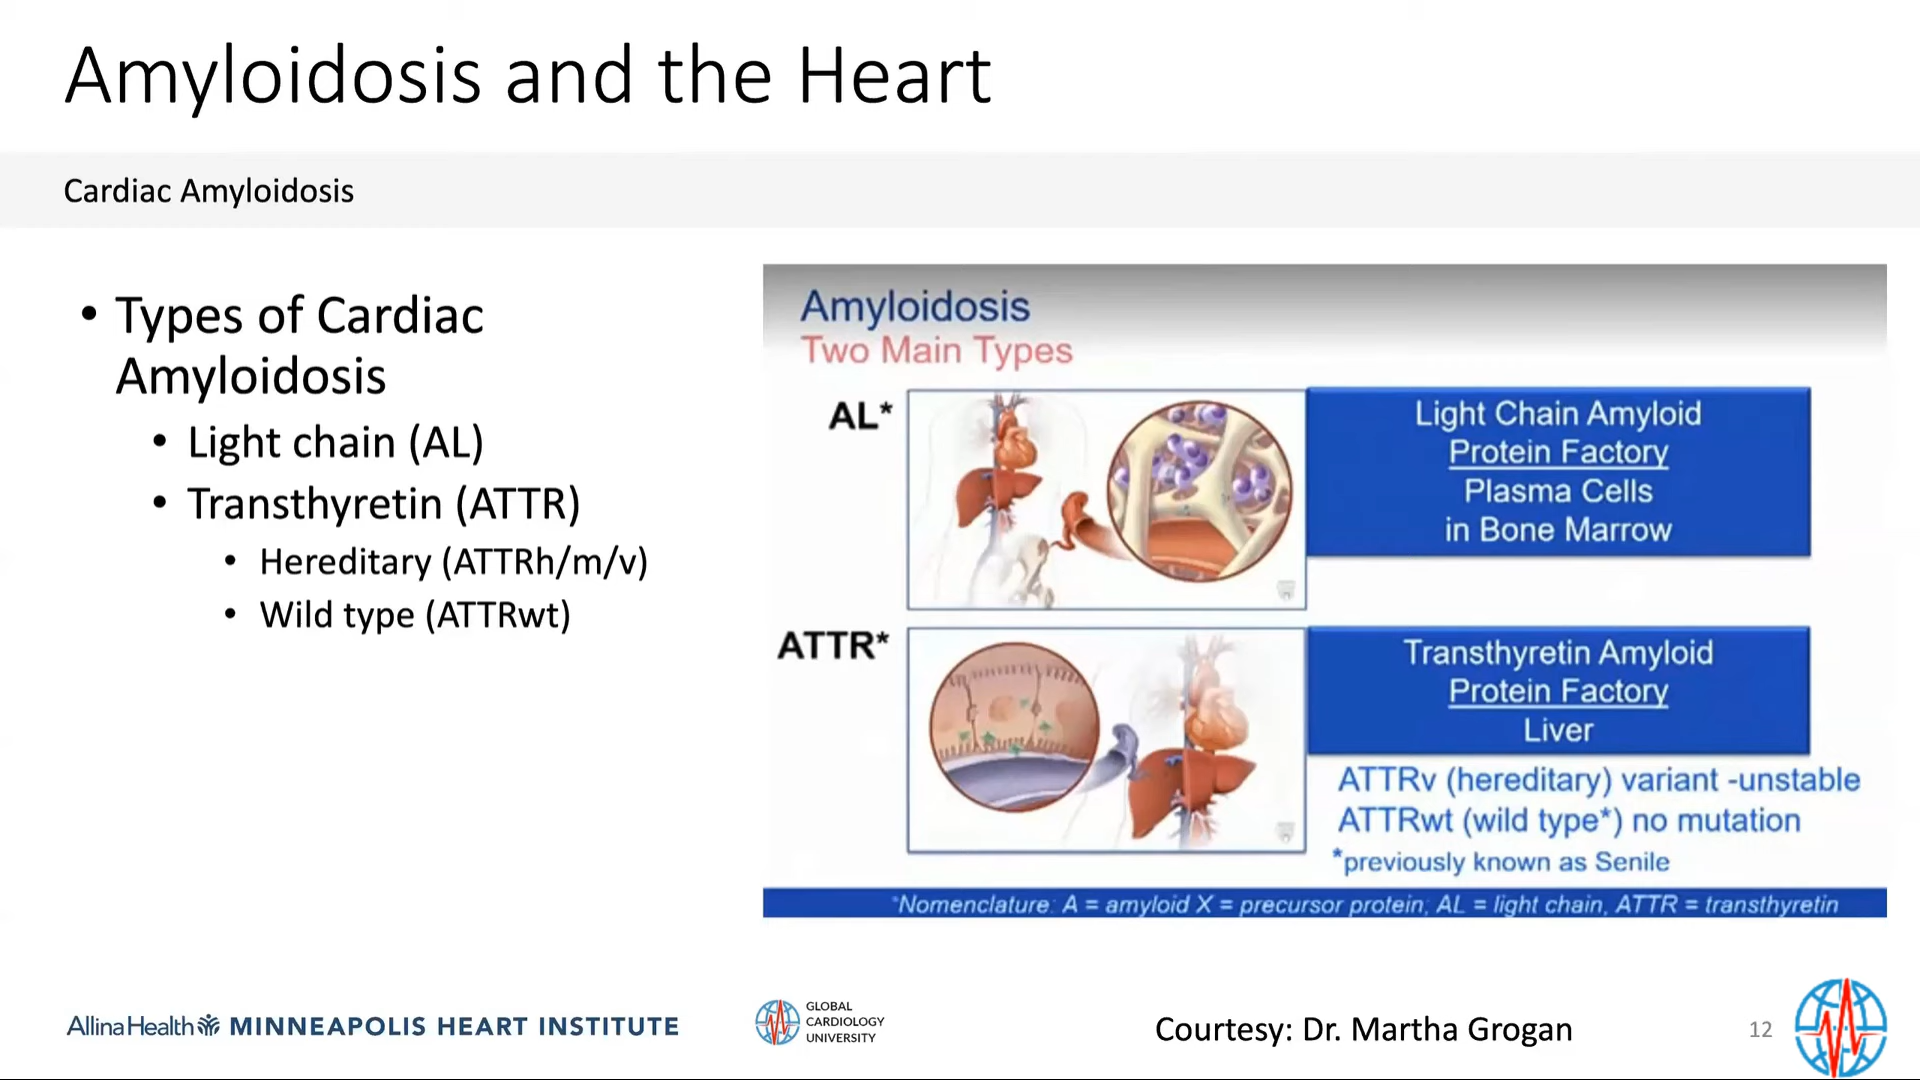 Amyloidosis and the Heart
Cardiac Amyloidosis
• Types of Cardiac
Amyloidosis
• Light chain (AL)
• Transthyretin (ATTR)
• Hereditary (ATTRh/m/v)
• Wild type (ATTRwt)
Amyloidosis
Two Main Types
AL*
Light Chain Amyloid
Protein Factory
Plasma Cells
in Bone Marrow
ATTR*
Transthyretin Amyloid
Protein Factory
Liver
ATTRv (hereditary) variant -unstable
ATTRwt (wild type*) no mutation
*previously known as Senile
*Nomenclature: A = amyloid X = precursor protein; AL = light chain, ATTR = transthyretin
AllinaHealth MINNEAPOLIS HEART INSTITUTE
GLOBAL
CARDIOLOGY
UNIVERSITY
Courtesy: Dr. Martha Grogan
12